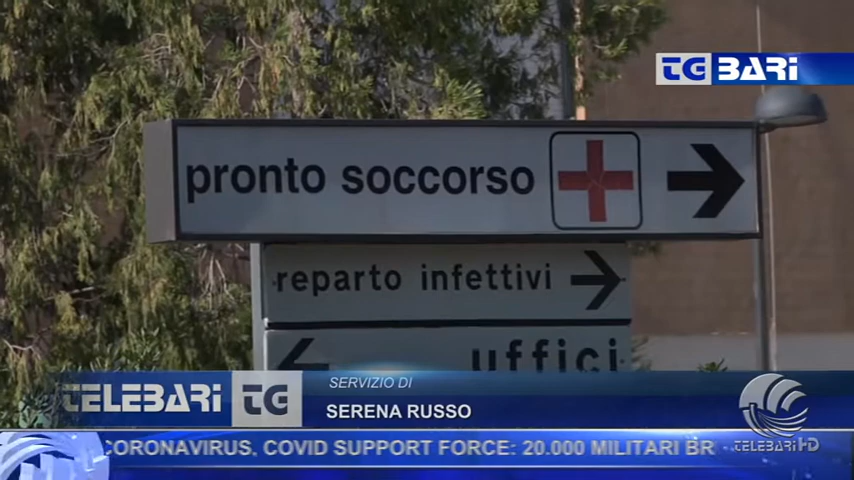 TG BARI
pronto soccorso
reparto infettivi
uffici
SERVIZIO DI
TELEBARI TG
SERENA RUSSO
TELEBARI HD
CORONAVIRUS, COVID SUPPORT FORCE: 20.000 MILITARI BR